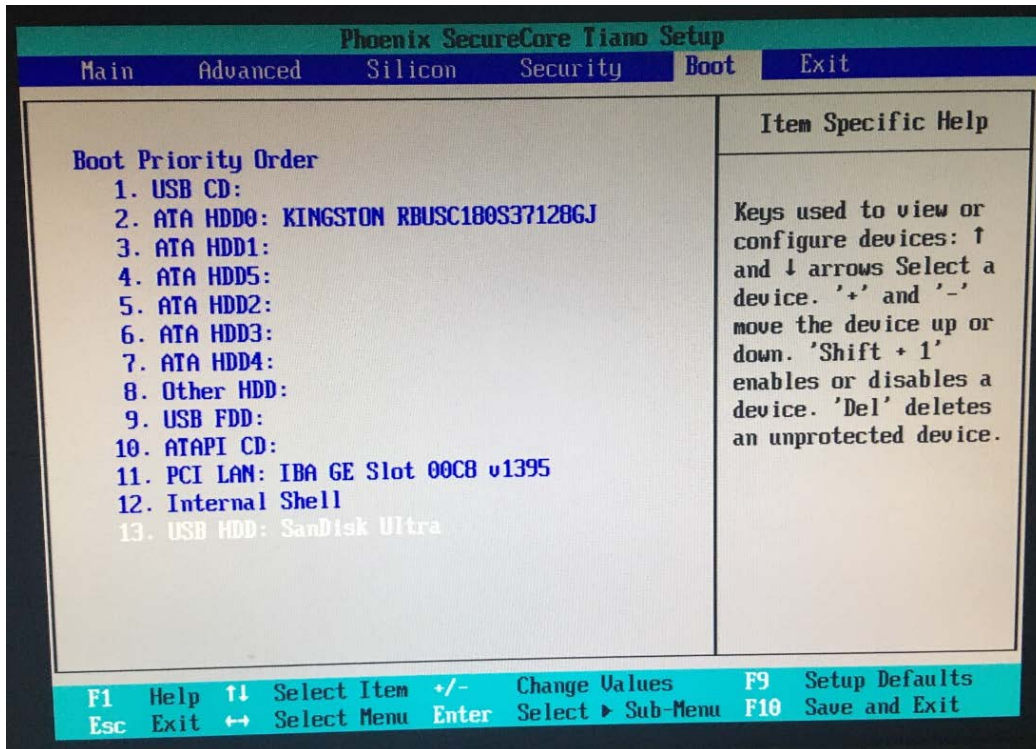 Phoenix SecureCore Tiano Setup
Main Advanced Silicon Security Boot Exit
Boot Priority Order
1. USB CD:
2. ATA HDD0: KINGSTON RBUSC180S37128GJ
3. ATA HDD1:
4. ATA HDD5:
5. ATA HDD2:
6. ATA HDD3:
7. ATA HDD4:
8. Other HDD:
9. USB FDD:
10. ATAPI CD:
11. PCI LAN: IBA GE Slot 00C8 v1395
12. Internal Shell
13. USB HDD: SanDisk Ultra
Item Specific Help
Keys used to view or
configure devices: ↑
and ↓ arrows Select a
device. '+' and '-'
move the device up or
down. 'Shift + 1'
enables or disables a
device. 'Del' deletes
an unprotected device.
F1 Help ↑↓ Select Item +/- Change Values F9 Setup Defaults
Esc Exit ↔ Select Menu Enter Select ▶ Sub-Menu F10 Save and Exit